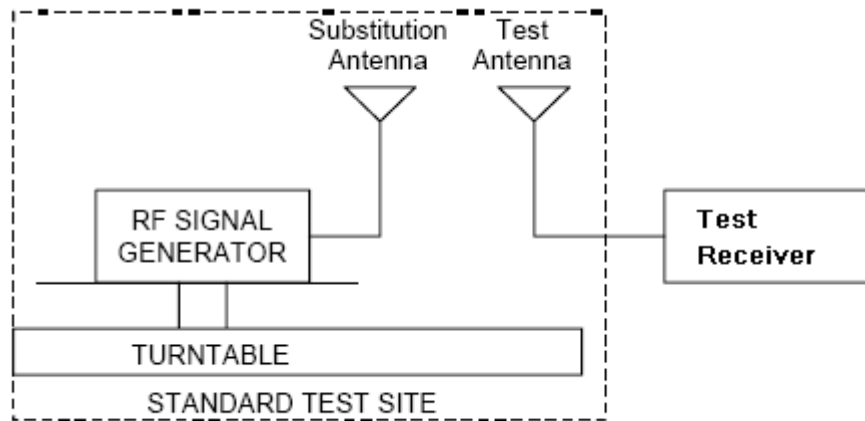 Substitution
Antenna
Test
Antenna
RF SIGNAL
GENERATOR
Test
Receiver
TURNTABLE
STANDARD TEST SITE